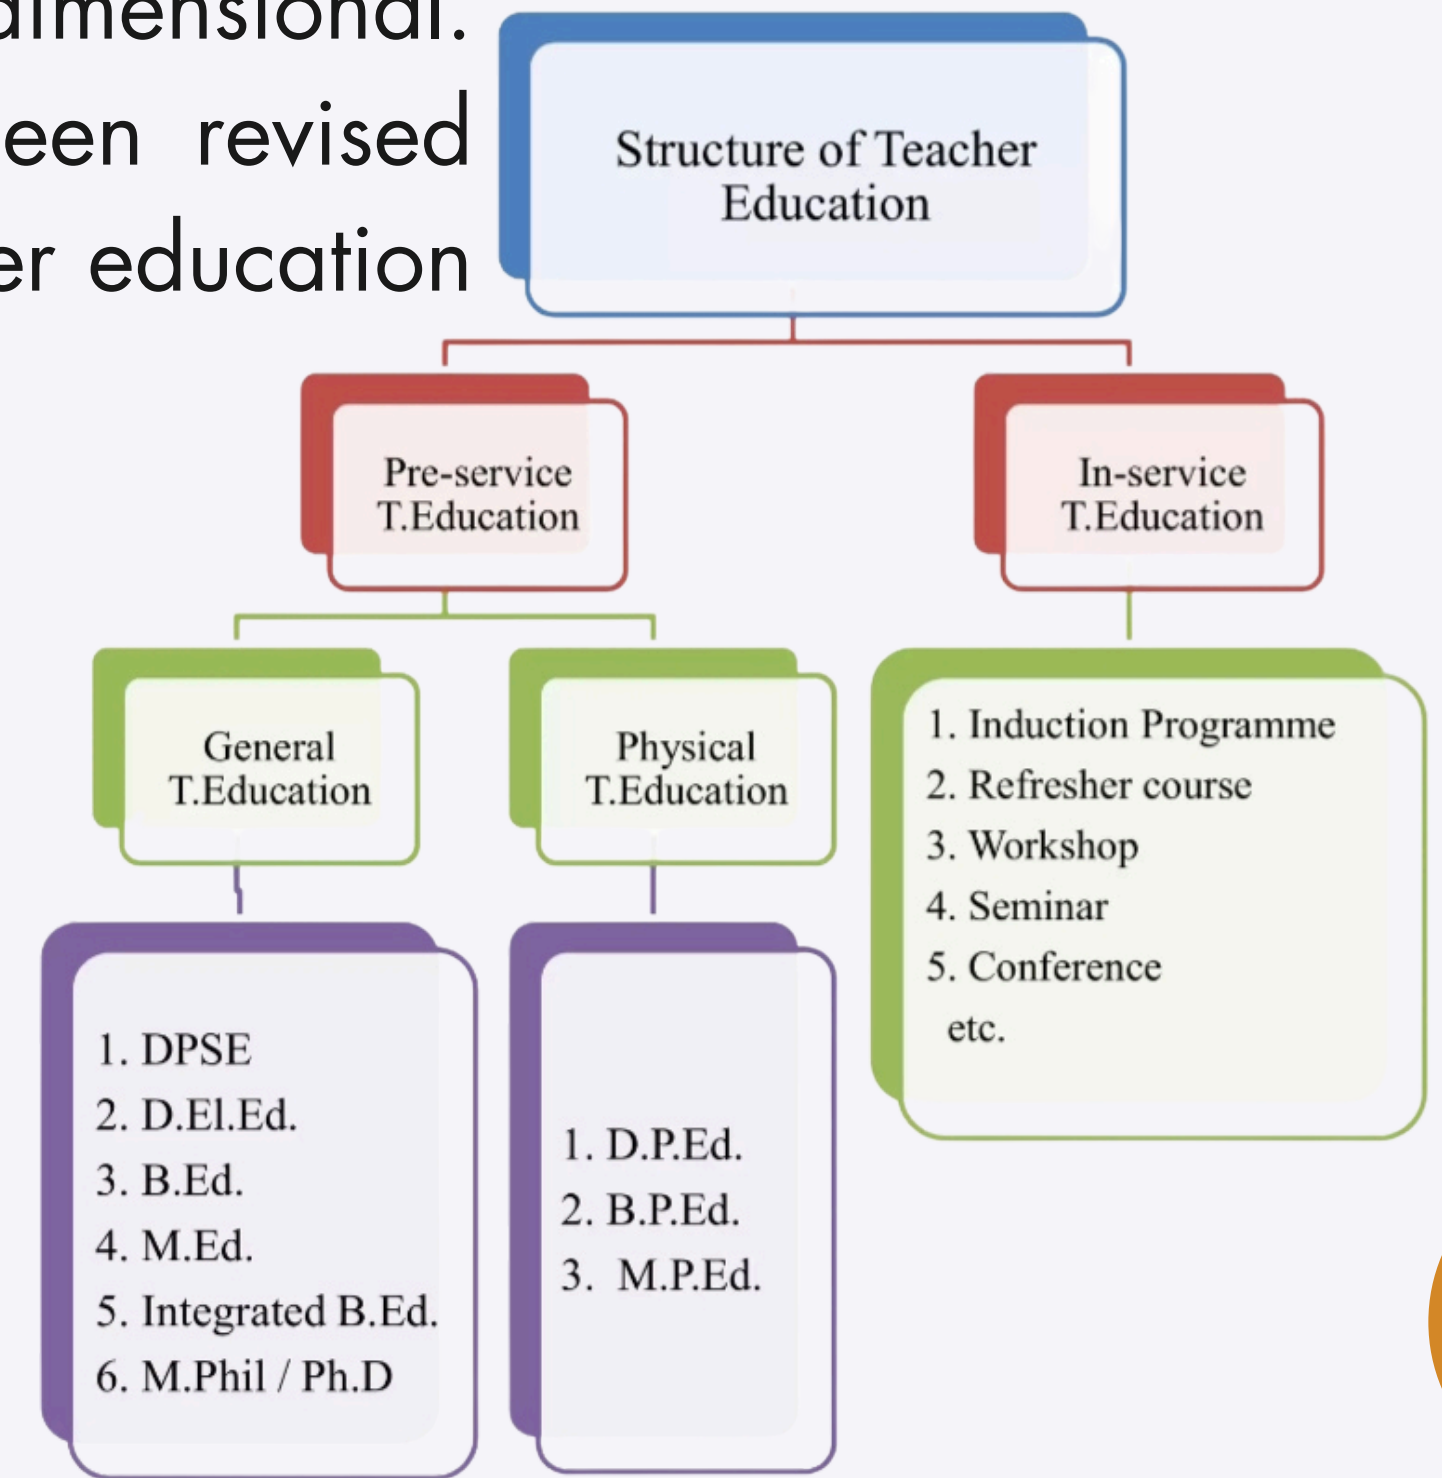 dimensional.
been revised
er education
Structure of Teacher
Education
Pre-service
T.Education
In-service
T.Education
General
T.Education
Physical
T.Education
1. Induction Programme
2. Refresher course
3. Workshop
4. Seminar
5. Conference
etc.
1. DPSE
2. D.El.Ed.
3. B.Ed.
4. M.Ed.
5. Integrated B.Ed.
6. M.Phil / Ph.D
1. D.P.Ed.
2. B.P.Ed.
3. M.P.Ed.